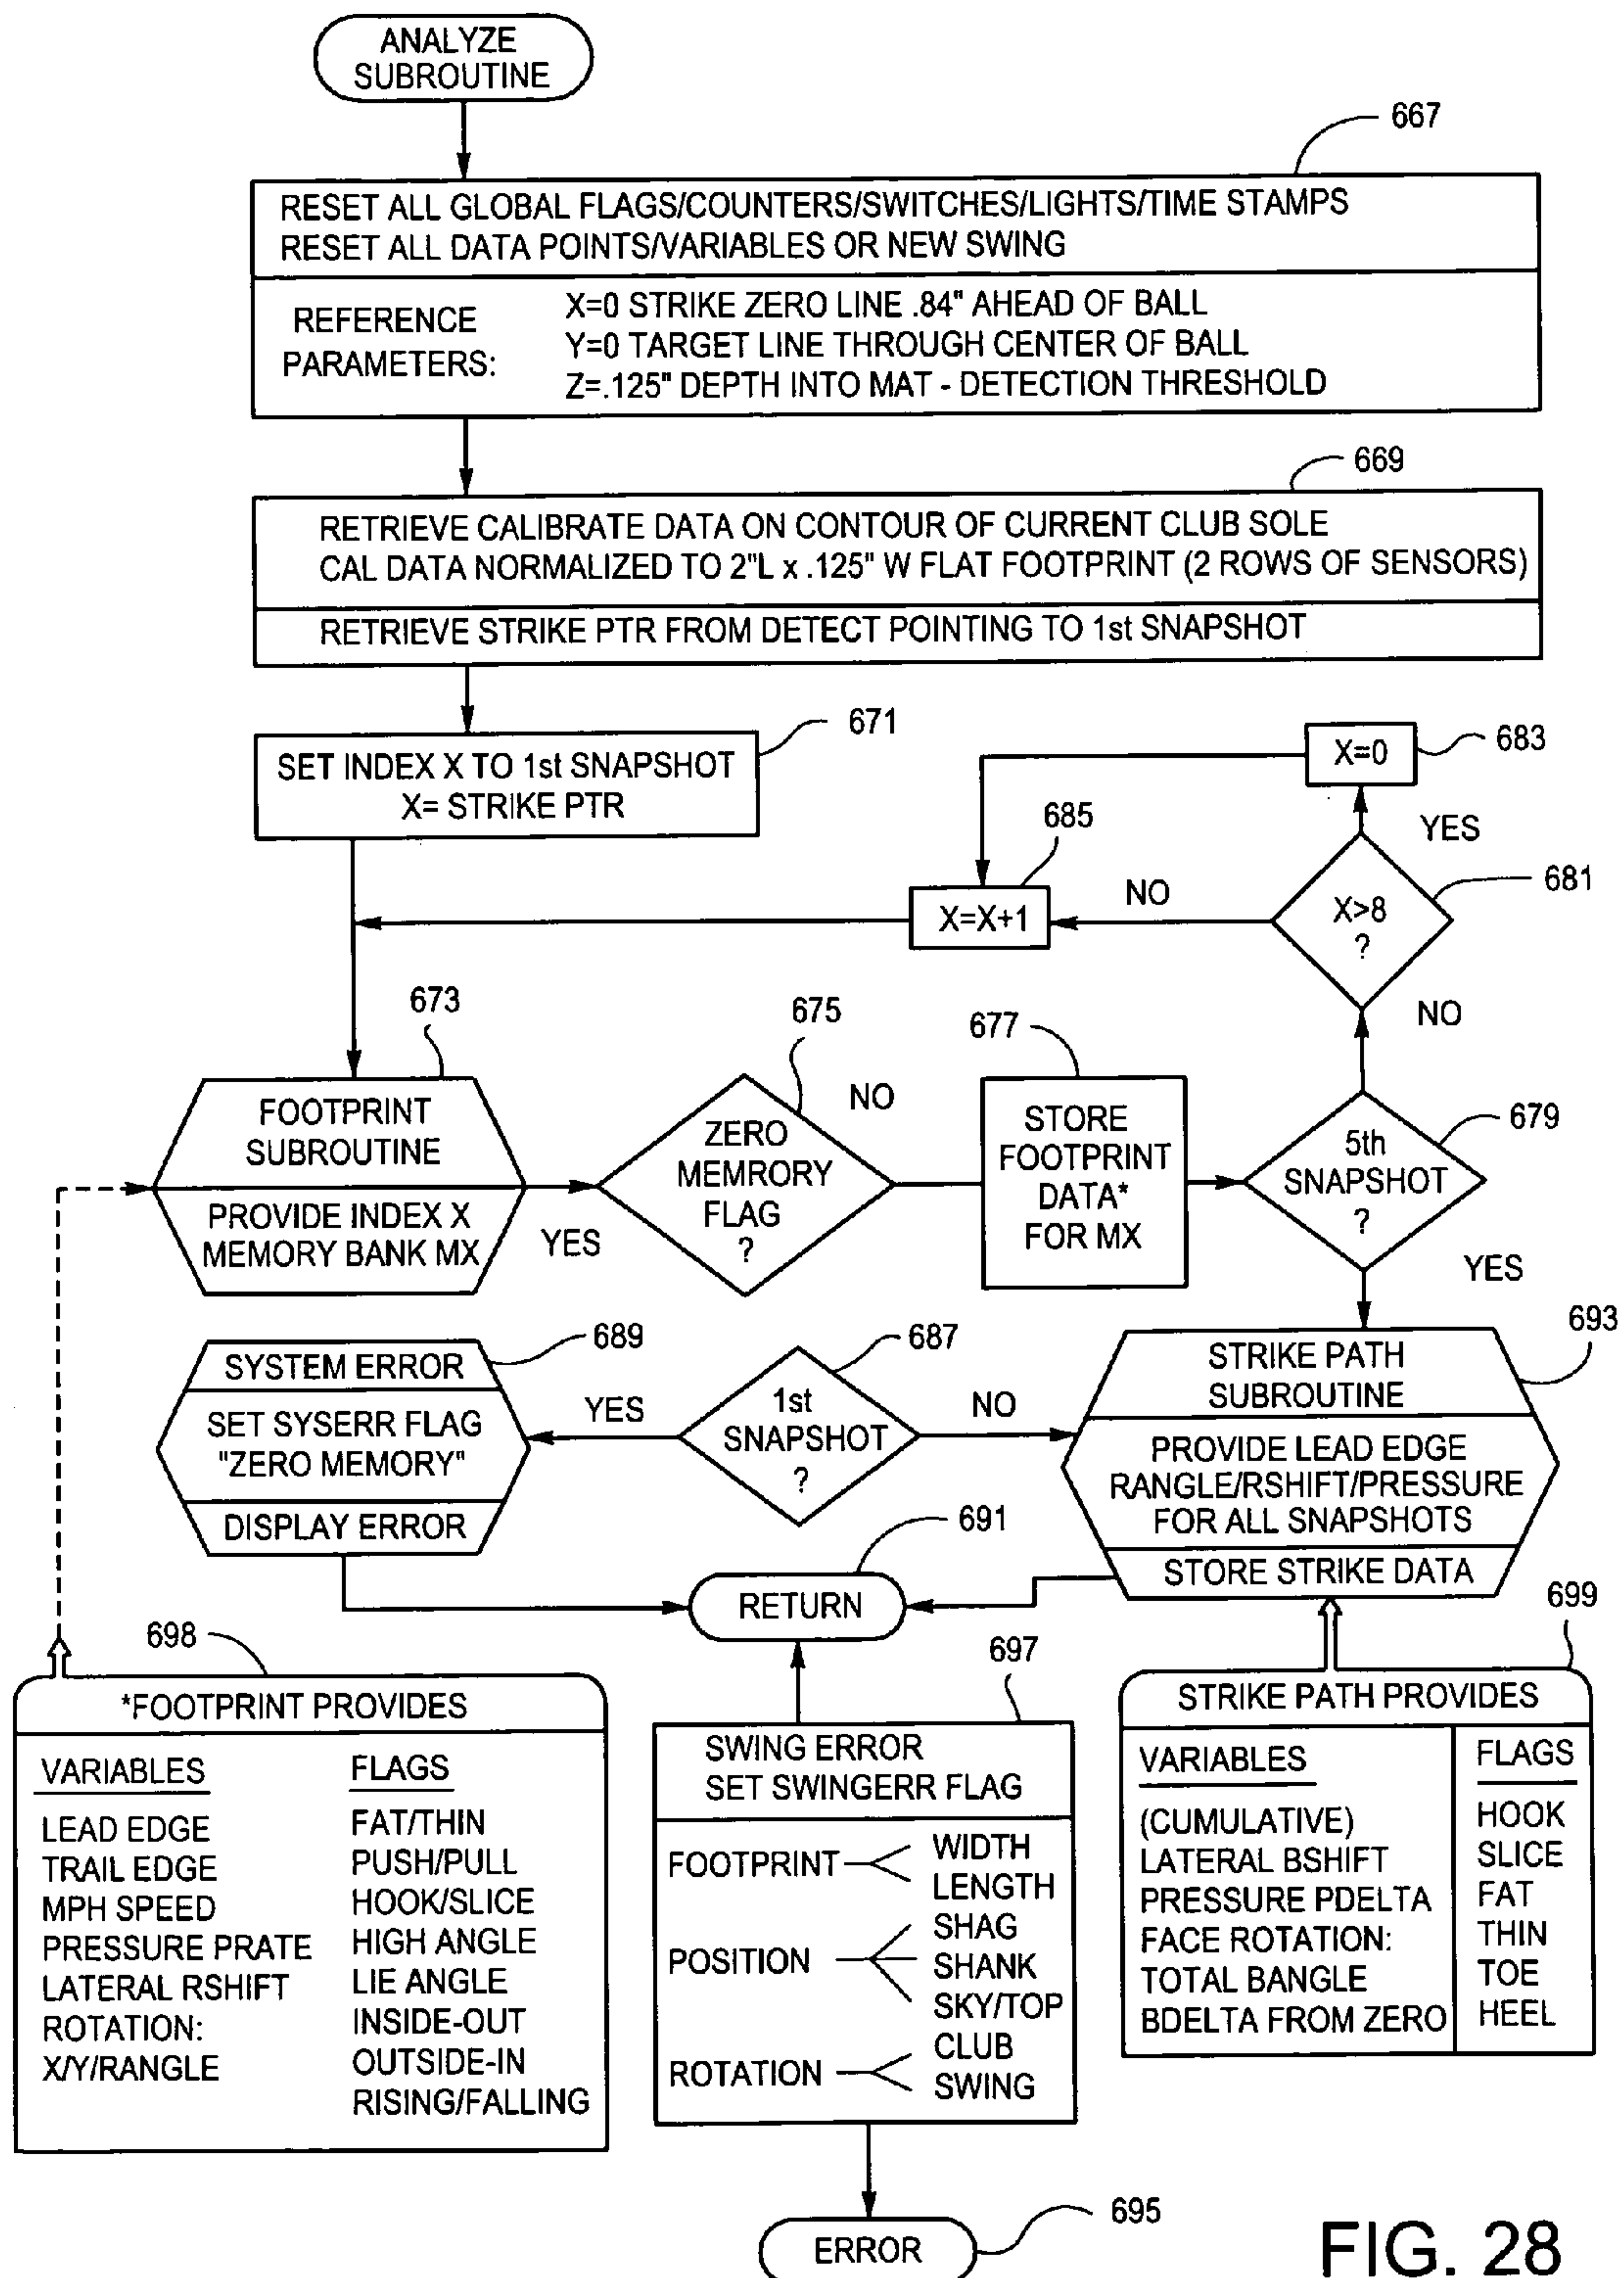 ANALYZE
SUBROUTINE
667
RESET ALL GLOBAL FLAGS/COUNTERS/SWITCHES/LIGHTS/TIME STAMPS
RESET ALL DATA POINTS/VARIABLES OR NEW SWING
REFERENCE
PARAMETERS:
X=0 STRIKE ZERO LINE .84" AHEAD OF BALL
Y=0 TARGET LINE THROUGH CENTER OF BALL
Z=.125" DEPTH INTO MAT - DETECTION THRESHOLD
669
RETRIEVE CALIBRATE DATA ON CONTOUR OF CURRENT CLUB SOLE
CAL DATA NORMALIZED TO 2"L x .125" W FLAT FOOTPRINT (2 ROWS OF SENSORS)
RETRIEVE STRIKE PTR FROM DETECT POINTING TO 1st SNAPSHOT
671
SET INDEX X TO 1st SNAPSHOT
X= STRIKE PTR
X=0
683
YES
685
X=X+1
NO
X>8
?
681
NO
673
FOOTPRINT
SUBROUTINE
PROVIDE INDEX X
MEMORY BANK MX
YES
675
ZERO
MEMRORY
FLAG
?
NO
677
STORE
FOOTPRINT
DATA*
FOR MX
679
5th
SNAPSHOT
?
YES
689
SYSTEM ERROR
SET SYSERR FLAG
"ZERO MEMORY"
DISPLAY ERROR
YES
687
1st
SNAPSHOT
?
NO
693
STRIKE PATH
SUBROUTINE
PROVIDE LEAD EDGE
RANGLE/RSHIFT/PRESSURE
FOR ALL SNAPSHOTS
STORE STRIKE DATA
691
RETURN
698
*FOOTPRINT PROVIDES
VARIABLES
LEAD EDGE
TRAIL EDGE
MPH SPEED
PRESSURE PRATE
LATERAL RSHIFT
ROTATION:
X/Y/RANGLE
FLAGS
FAT/THIN
PUSH/PULL
HOOK/SLICE
HIGH ANGLE
LIE ANGLE
INSIDE-OUT
OUTSIDE-IN
RISING/FALLING
697
SWING ERROR
SET SWINGERR FLAG
FOOTPRINT
WIDTH
LENGTH
POSITION
SHAG
SHANK
SKY/TOP
ROTATION
CLUB
SWING
699
STRIKE PATH PROVIDES
VARIABLES
(CUMULATIVE)
LATERAL BSHIFT
PRESSURE PDELTA
FACE ROTATION:
TOTAL BANGLE
BDELTA FROM ZERO
FLAGS
HOOK
SLICE
FAT
THIN
TOE
HEEL
695
ERROR
FIG. 28